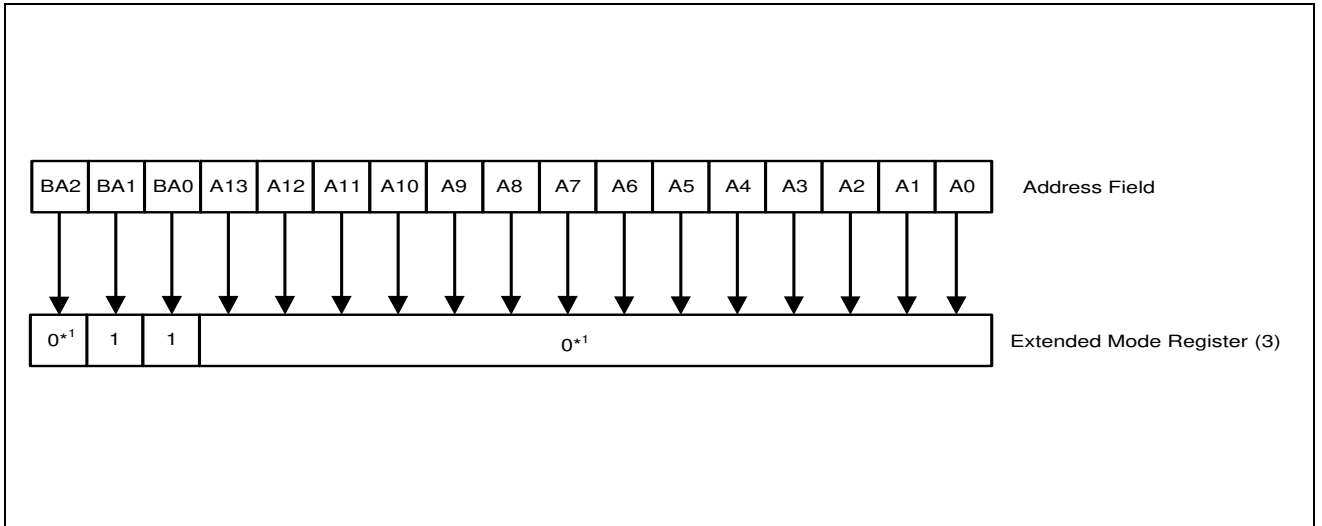 BA2 BA1 BA0 A13 A12 A11 A10 A9 A8 A7 A6 A5 A4 A3 A2 A1 A0 Address Field
0*1 1 1 0*1 Extended Mode Register (3)